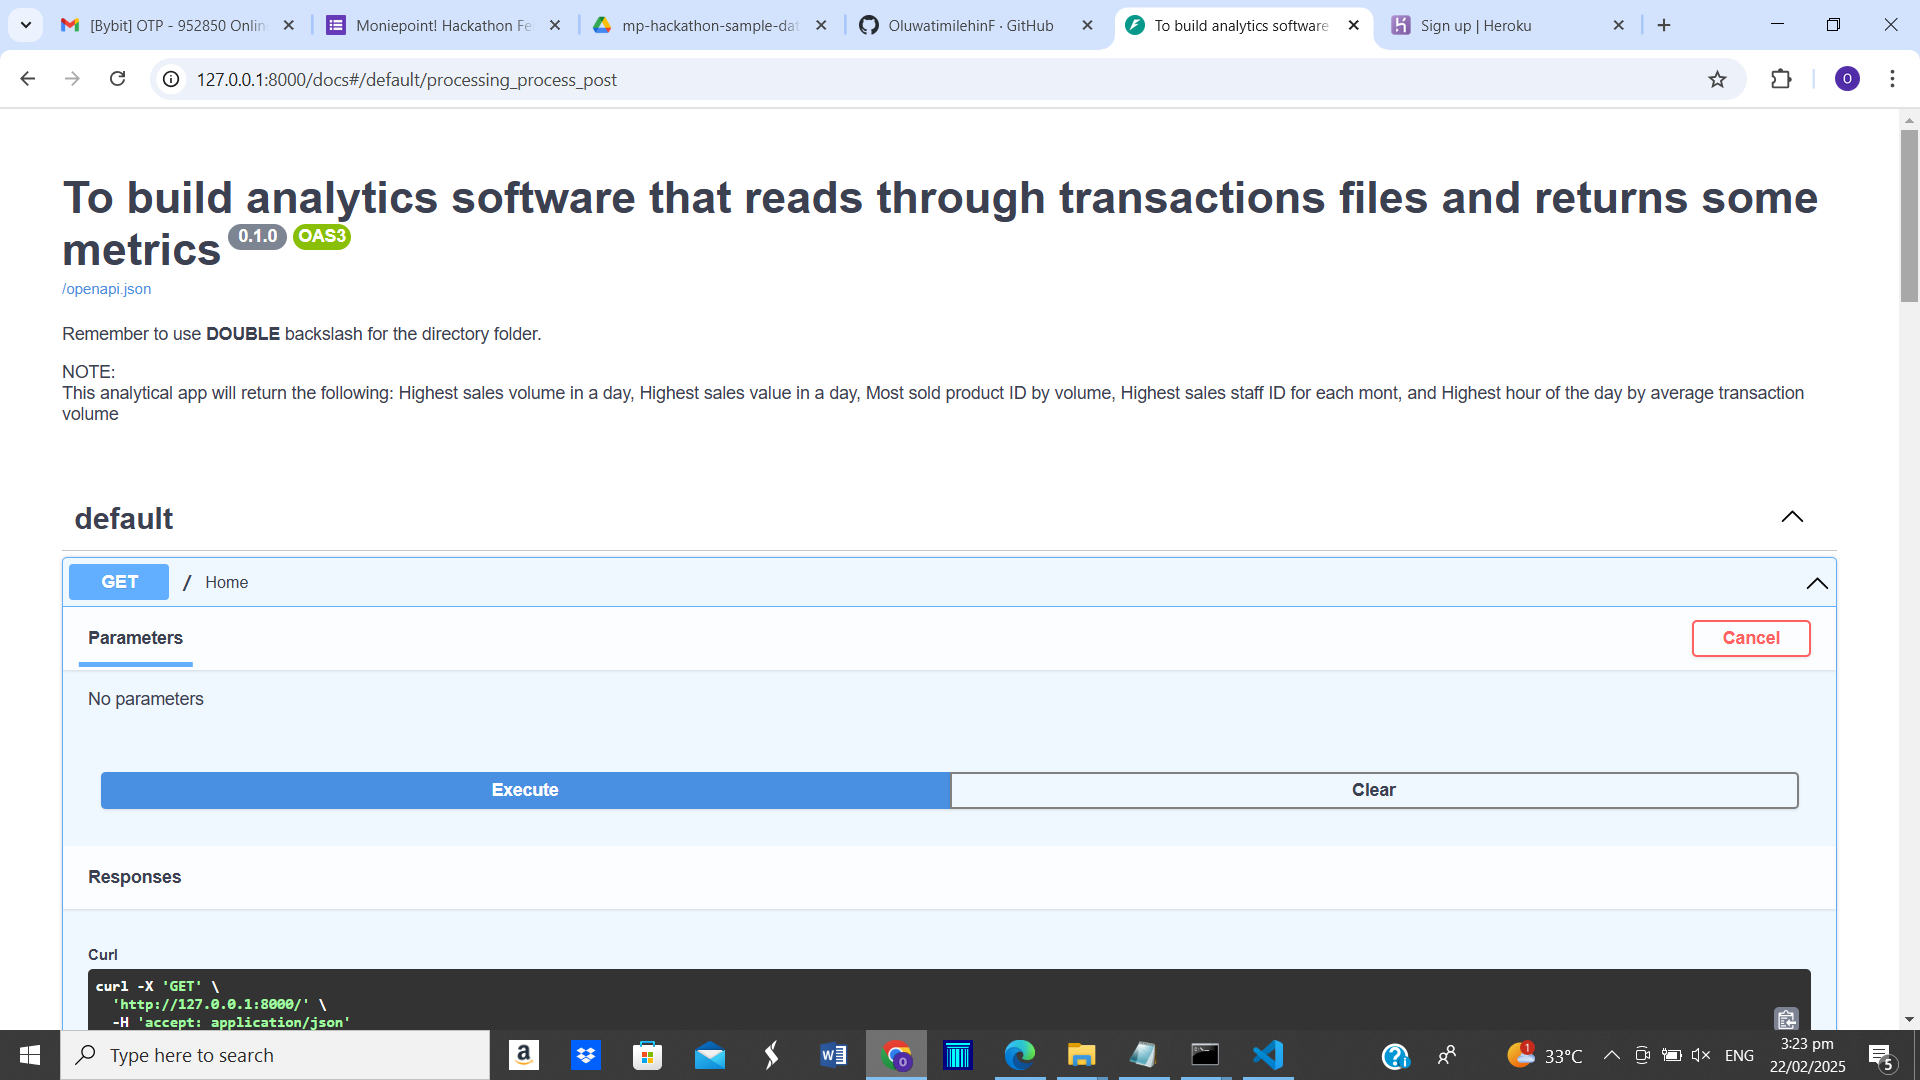 [Bybit] OTP - 952850 Onlin
Moniepoint! Hackathon Fe
mp-hackathon-sample-dat
OluwatimilehinF · GitHub
To build analytics software
Sign up | Heroku
127.0.0.1:8000/docs#/default/processing_process_post
O
To build analytics software that reads through transactions files and returns some
metrics 0.1.0 OAS3
/openapi.json
Remember to use DOUBLE backslash for the directory folder.
NOTE:
This analytical app will return the following: Highest sales volume in a day, Highest sales value in a day, Most sold product ID by volume, Highest sales staff ID for each mont, and Highest hour of the day by average transaction
volume
default
GET / Home
Parameters
Cancel
No parameters
Execute
Clear
Responses
Curl
curl -X 'GET' \
'http://127.0.0.1:8000/' \
-H 'accept: application/json'
Type here to search
1
33°C
ENG
3:23 pm
22/02/2025
5